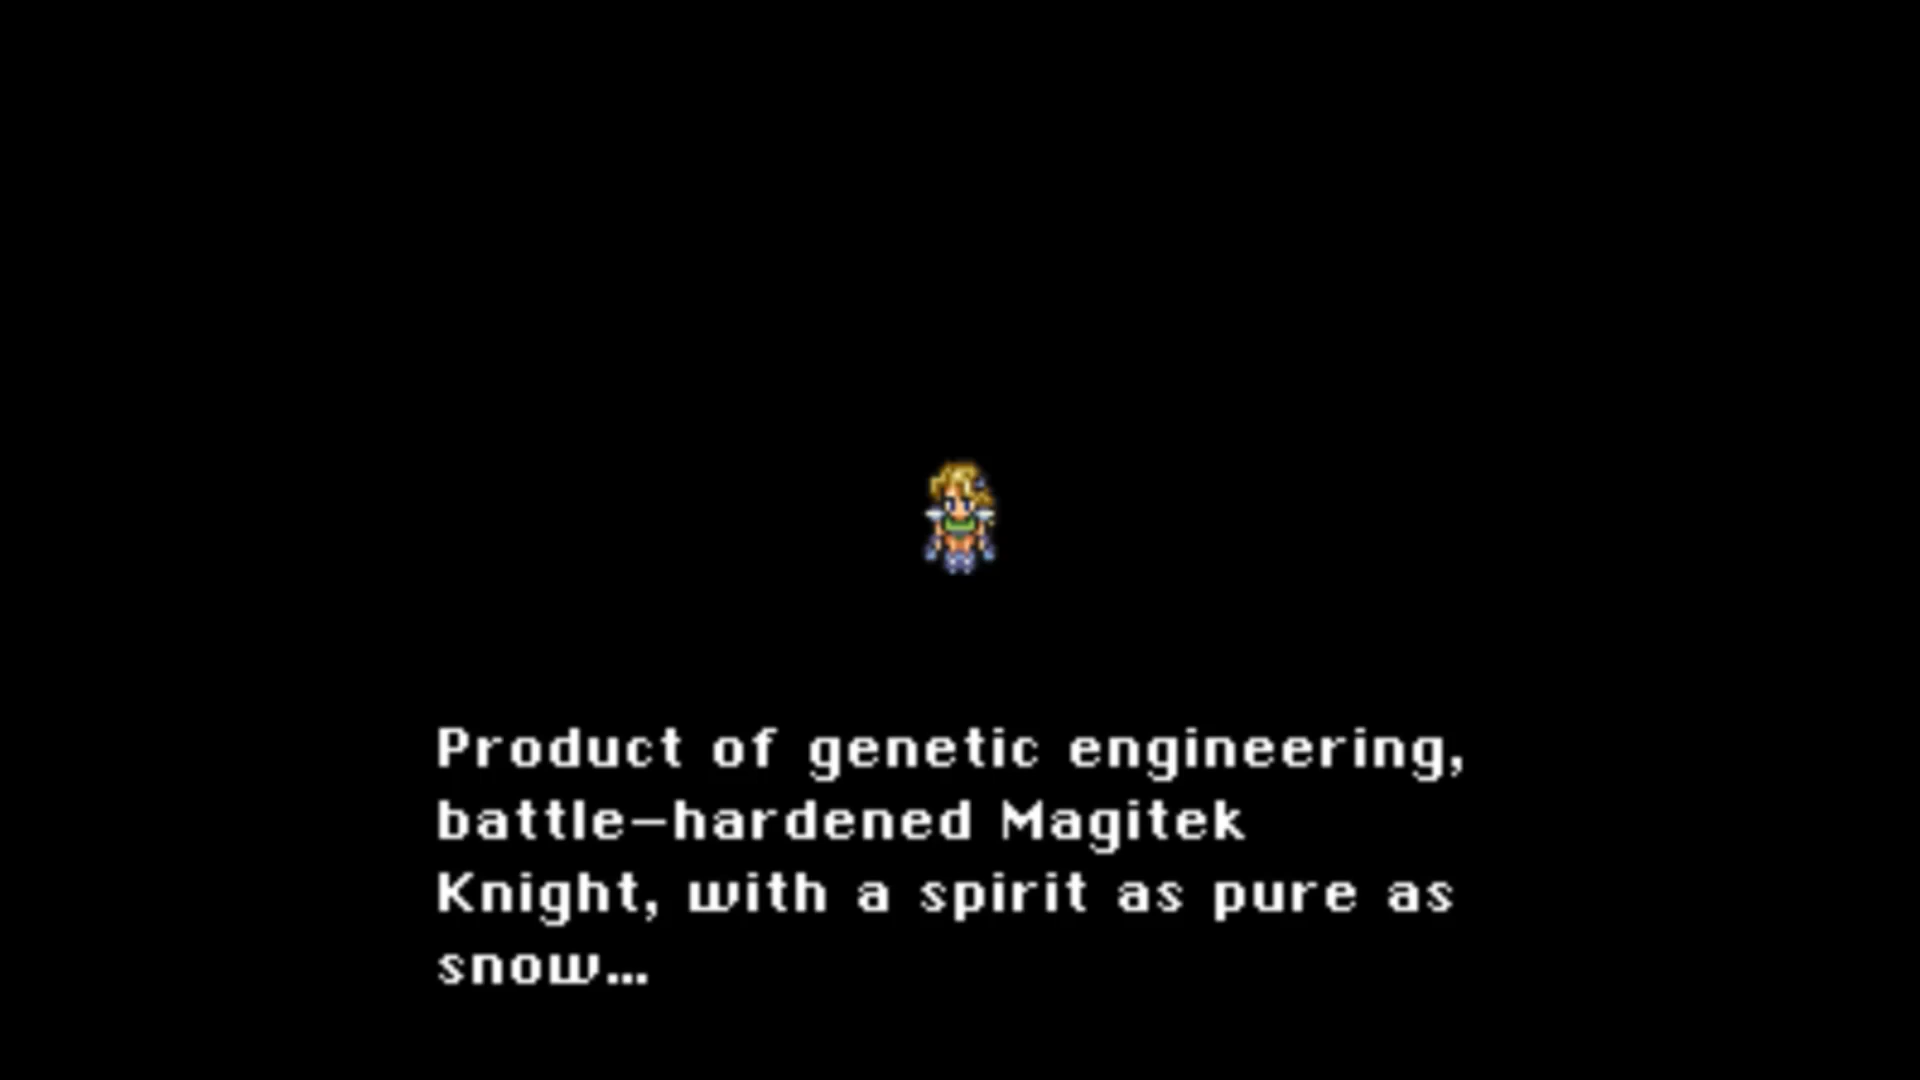 Product of genetic engineering,
battle-hardened Magitek
Knight, with a spirit as pure as
snow...